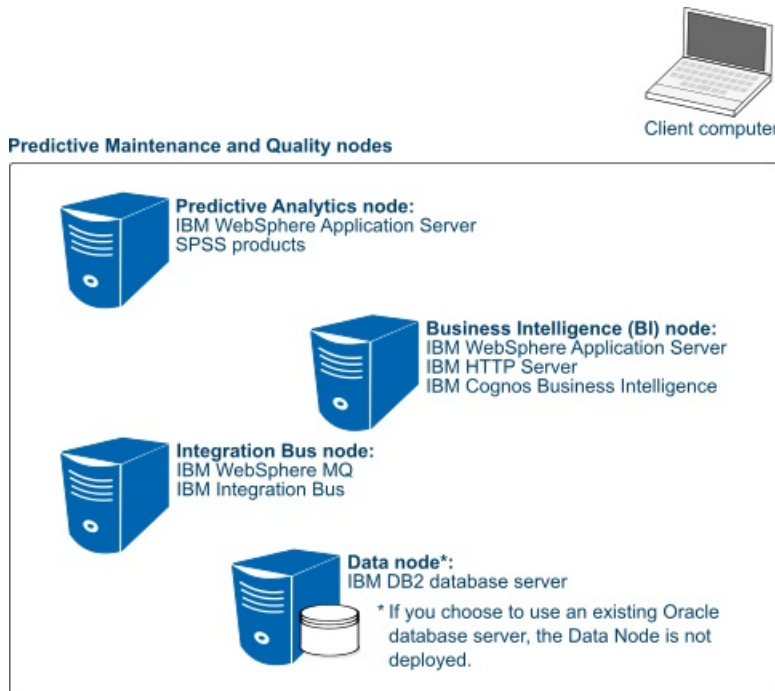 Client computer
Predictive Maintenance and Quality nodes
Predictive Analytics node:
IBM WebSphere Application Server
SPSS products
Business Intelligence (BI) node:
IBM WebSphere Application Server
IBM HTTP Server
IBM Cognos Business Intelligence
Integration Bus node:
IBM WebSphere MQ
IBM Integration Bus
Data node*:
IBM DB2 database server
* If you choose to use an existing Oracle
database server, the Data Node is not
deployed.